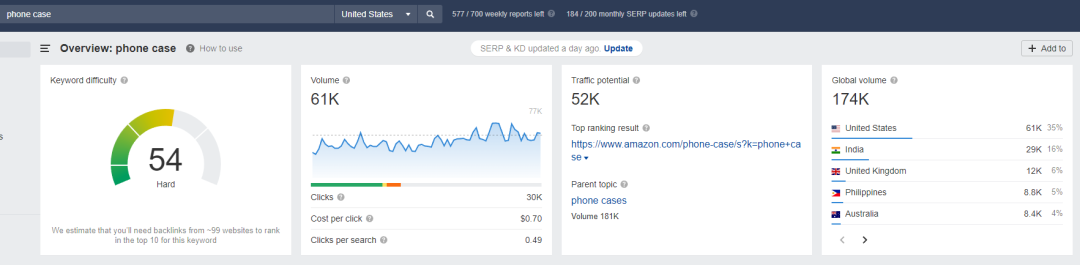 phone case
United States
577 / 700 weekly reports left
184 / 200 monthly SERP updates left
Overview: phone case
How to use
SERP & KD updated a day ago. Update
+ Add to
Keyword difficulty
54
Hard
We estimate that you'll need backlinks from ~99 websites to rank
in the top 10 for this keyword
Volume
61K
77K
Clicks 30K
Cost per click $0.70
Clicks per search 0.49
Traffic potential
52K
Top ranking result
https://www.amazon.com/phone-case/s?k=phone+ca
se
Parent topic
phone cases
Volume 181K
Global volume
174K
United States 61K 35%
India 29K 16%
United Kingdom 12K 6%
Philippines 8.8K 5%
Australia 8.4K 4%